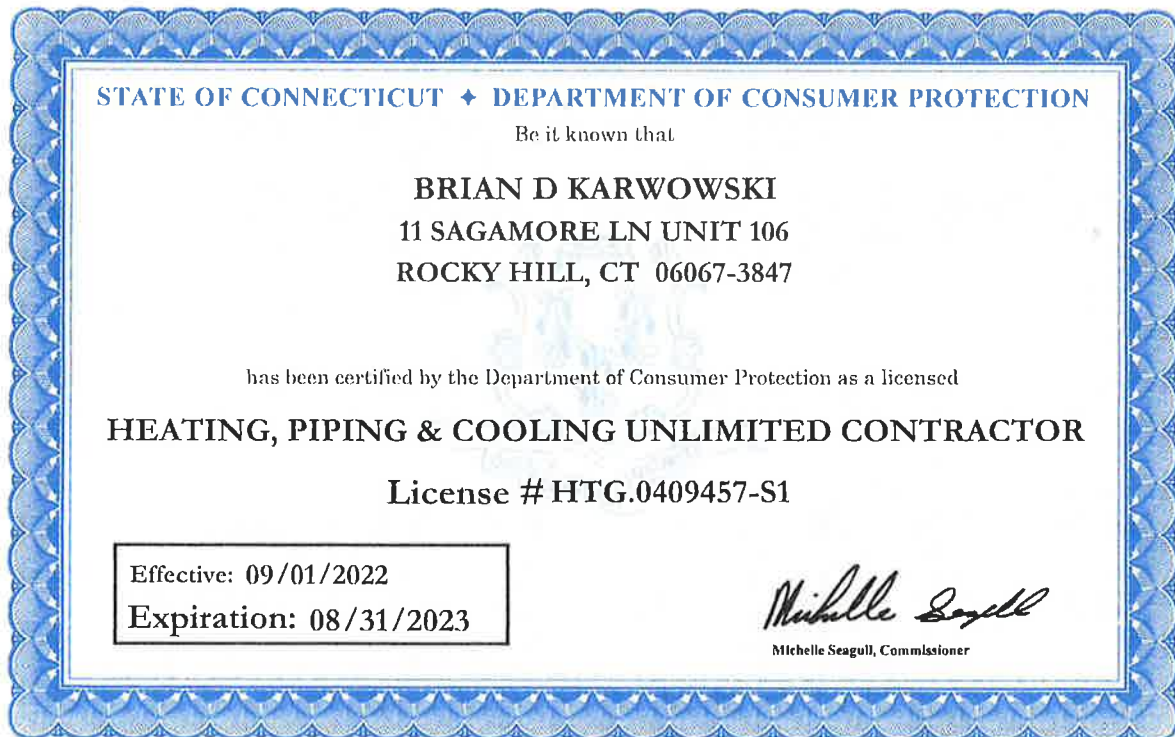 STATE OF CONNECTICUT ✦ DEPARTMENT OF CONSUMER PROTECTION
Be it known that
BRIAN D KARWOWSKI
11 SAGAMORE LN UNIT 106
ROCKY HILL, CT 06067-3847
has been certified by the Department of Consumer Protection as a licensed
HEATING, PIPING & COOLING UNLIMITED CONTRACTOR
License # HTG.0409457-S1
Effective: 09/01/2022
Expiration: 08/31/2023
Michelle Seagull
Michelle Seagull, Commissioner